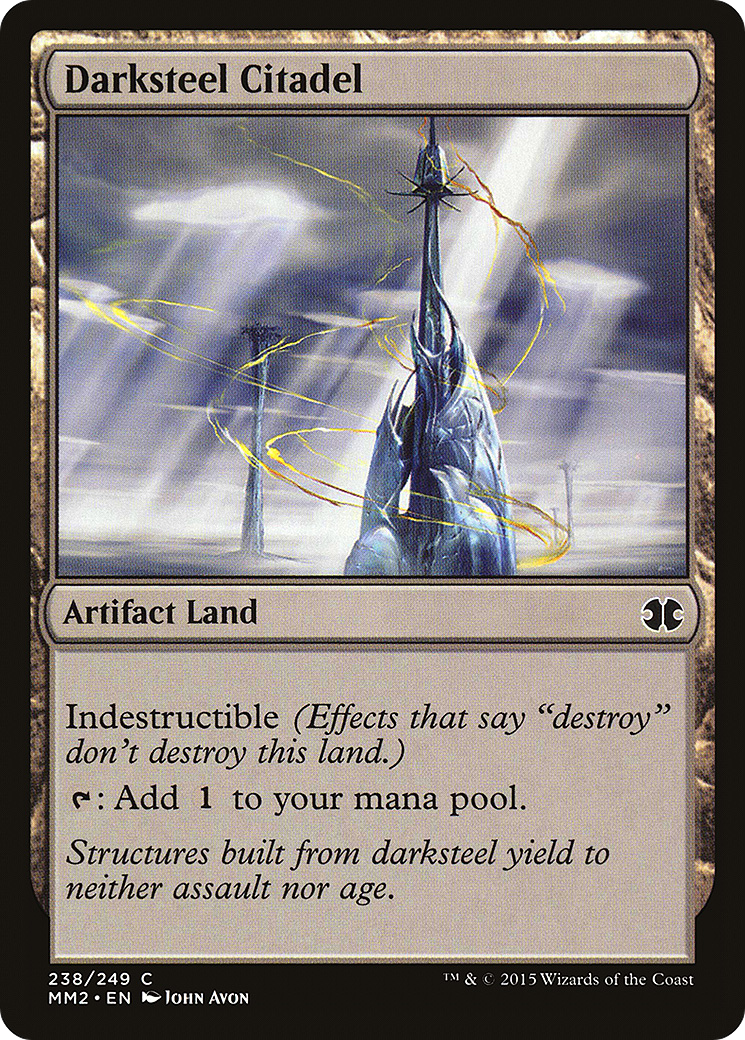 Darksteel Citadel
Artifact Land
Indestructible (Effects that say “destroy”
don’t destroy this land.)
: Add 1 to your mana pool.
Structures built from darksteel yield to
neither assault nor age.
238/249 C
MM2 • EN John Avon
™ & © 2015 Wizards of the Coast